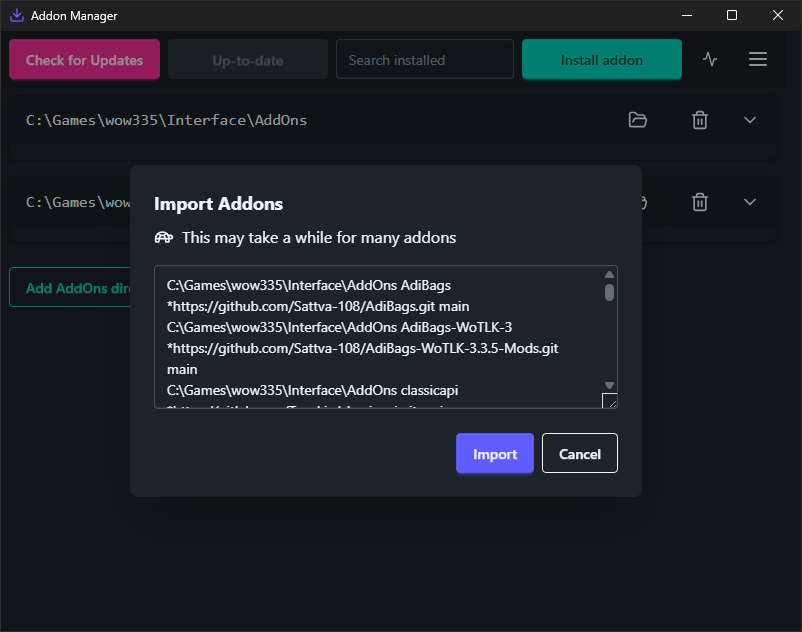 Addon Manager
Check for Updates
Up-to-date
Search installed
Install addon
C:\Games\wow335\Interface\AddOns
C:\Games\wow
Import Addons
This may take a while for many addons
C:\Games\wow335\Interface\AddOns AdiBags
*https://github.com/Sattva-108/AdiBags.git main
C:\Games\wow335\Interface\AddOns AdiBags-WoTLK-3
*https://github.com/Sattva-108/AdiBags-WoTLK-3.3.5-Mods.git
main
C:\Games\wow335\Interface\AddOns classicapi
Add AddOns dire
Import
Cancel